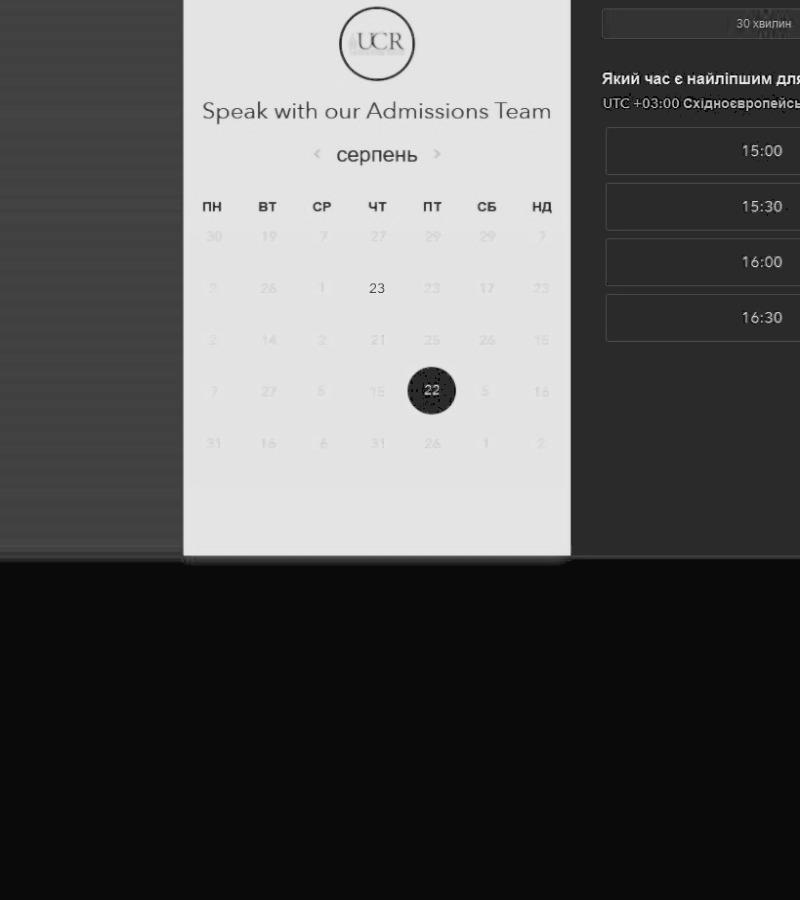 UCR
Speak with our Admissions Team
‹ серпень ›
ПН ВТ СР ЧТ ПТ СБ НД
30 19 7 27 29 29 ?
2 26 1 23 23 17 23
2 14 2 21 25 26 15
7 27 5 15 22 5 16
31 16 6 31 26 1 2
30 хвилин
Який час є найліпшим для
UTC +03:00 Східноєвропейсь
15:00
15:30
16:00
16:30